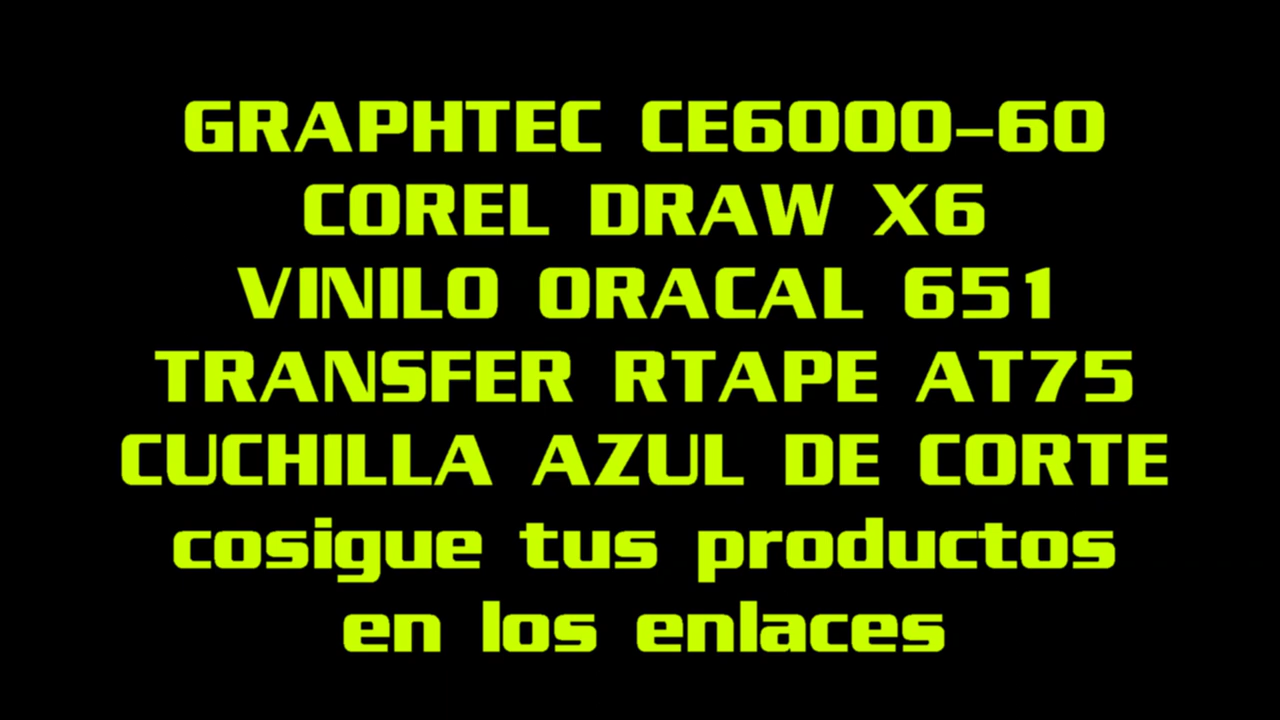 GRAPHTEC CE6000-60
COREL DRAW X6
VINILO ORACAL 651
TRANSFER RTAPE AT75
CUCHILLA AZUL DE CORTE
cosigue tus productos
en los enlaces